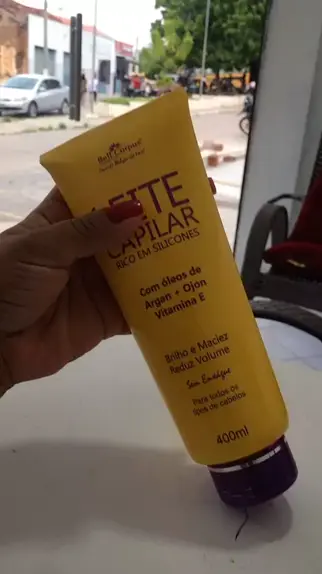 Bell Corpus
LEITE
CAPILAR
RICO EM SILICONES
Com óleos de
Argan + Ojon
Vitamina E
Brilho e Maciez
Reduz Volume
Sem Enxágue
Para todos os
tipos de cabelos
400ml